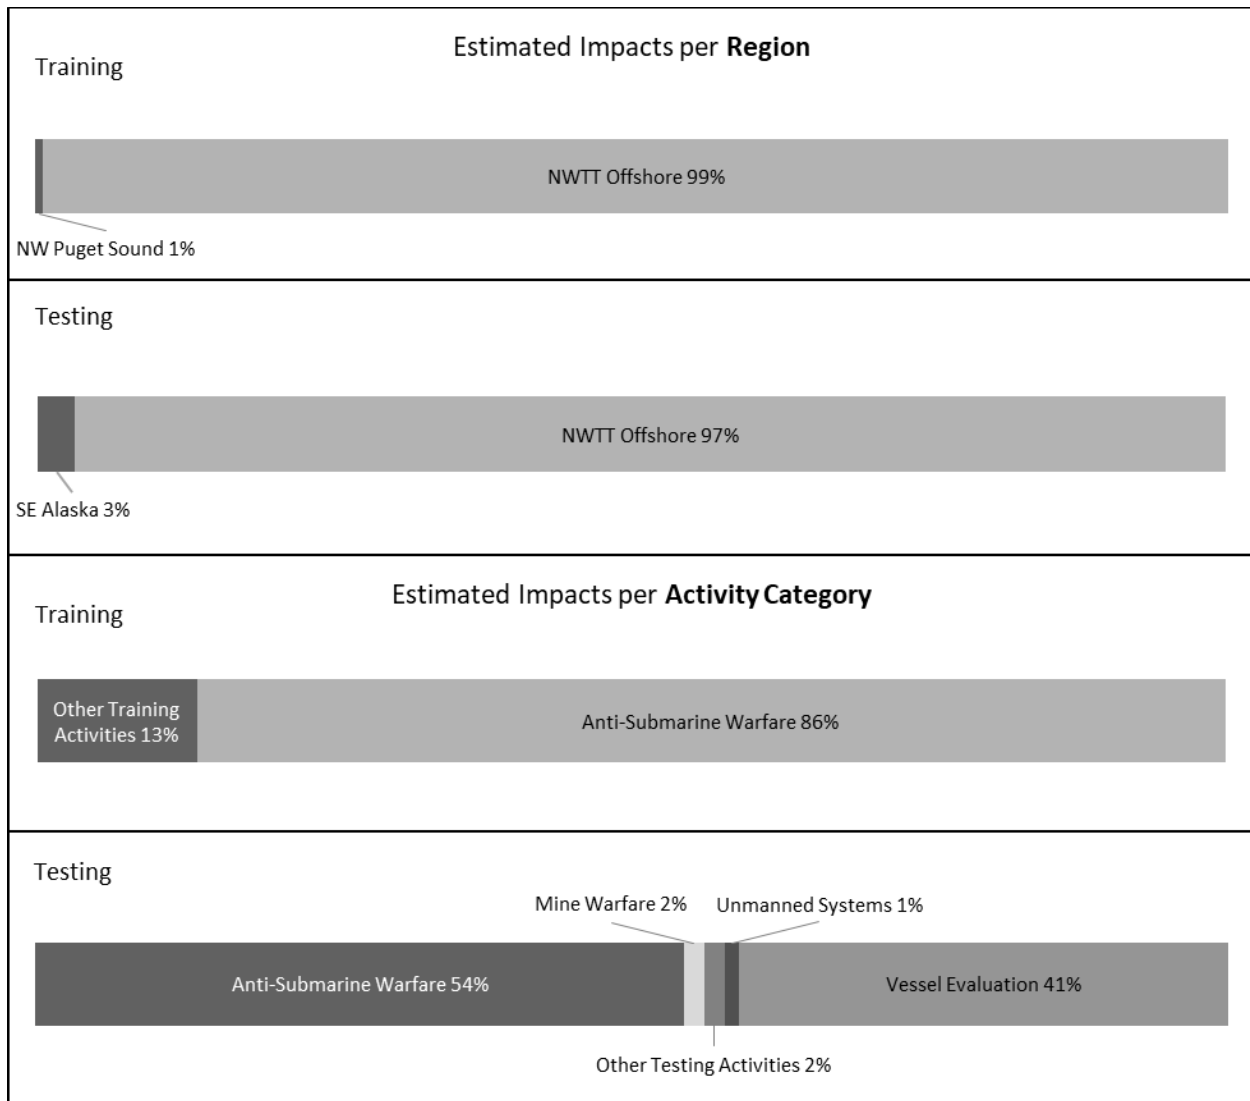 Estimated Impacts per Region
Training
NWTT Offshore 99%
NW Puget Sound 1%
Testing
NWTT Offshore 97%
SE Alaska 3%
Estimated Impacts per Activity Category
Training
Other Training
Activities 13%
Anti-Submarine Warfare 86%
Testing
Mine Warfare 2%
Unmanned Systems 1%
Anti-Submarine Warfare 54%
Vessel Evaluation 41%
Other Testing Activities 2%